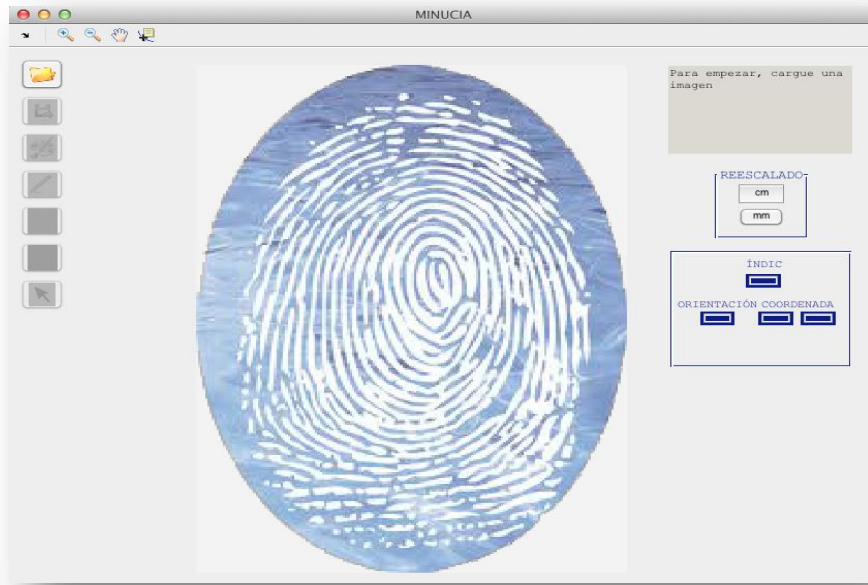 MINUCIA
Para empezar, cargue una
imagen
REESCALADO
cm
mm
ÍNDIC
ORIENTACIÓN COORDENADA